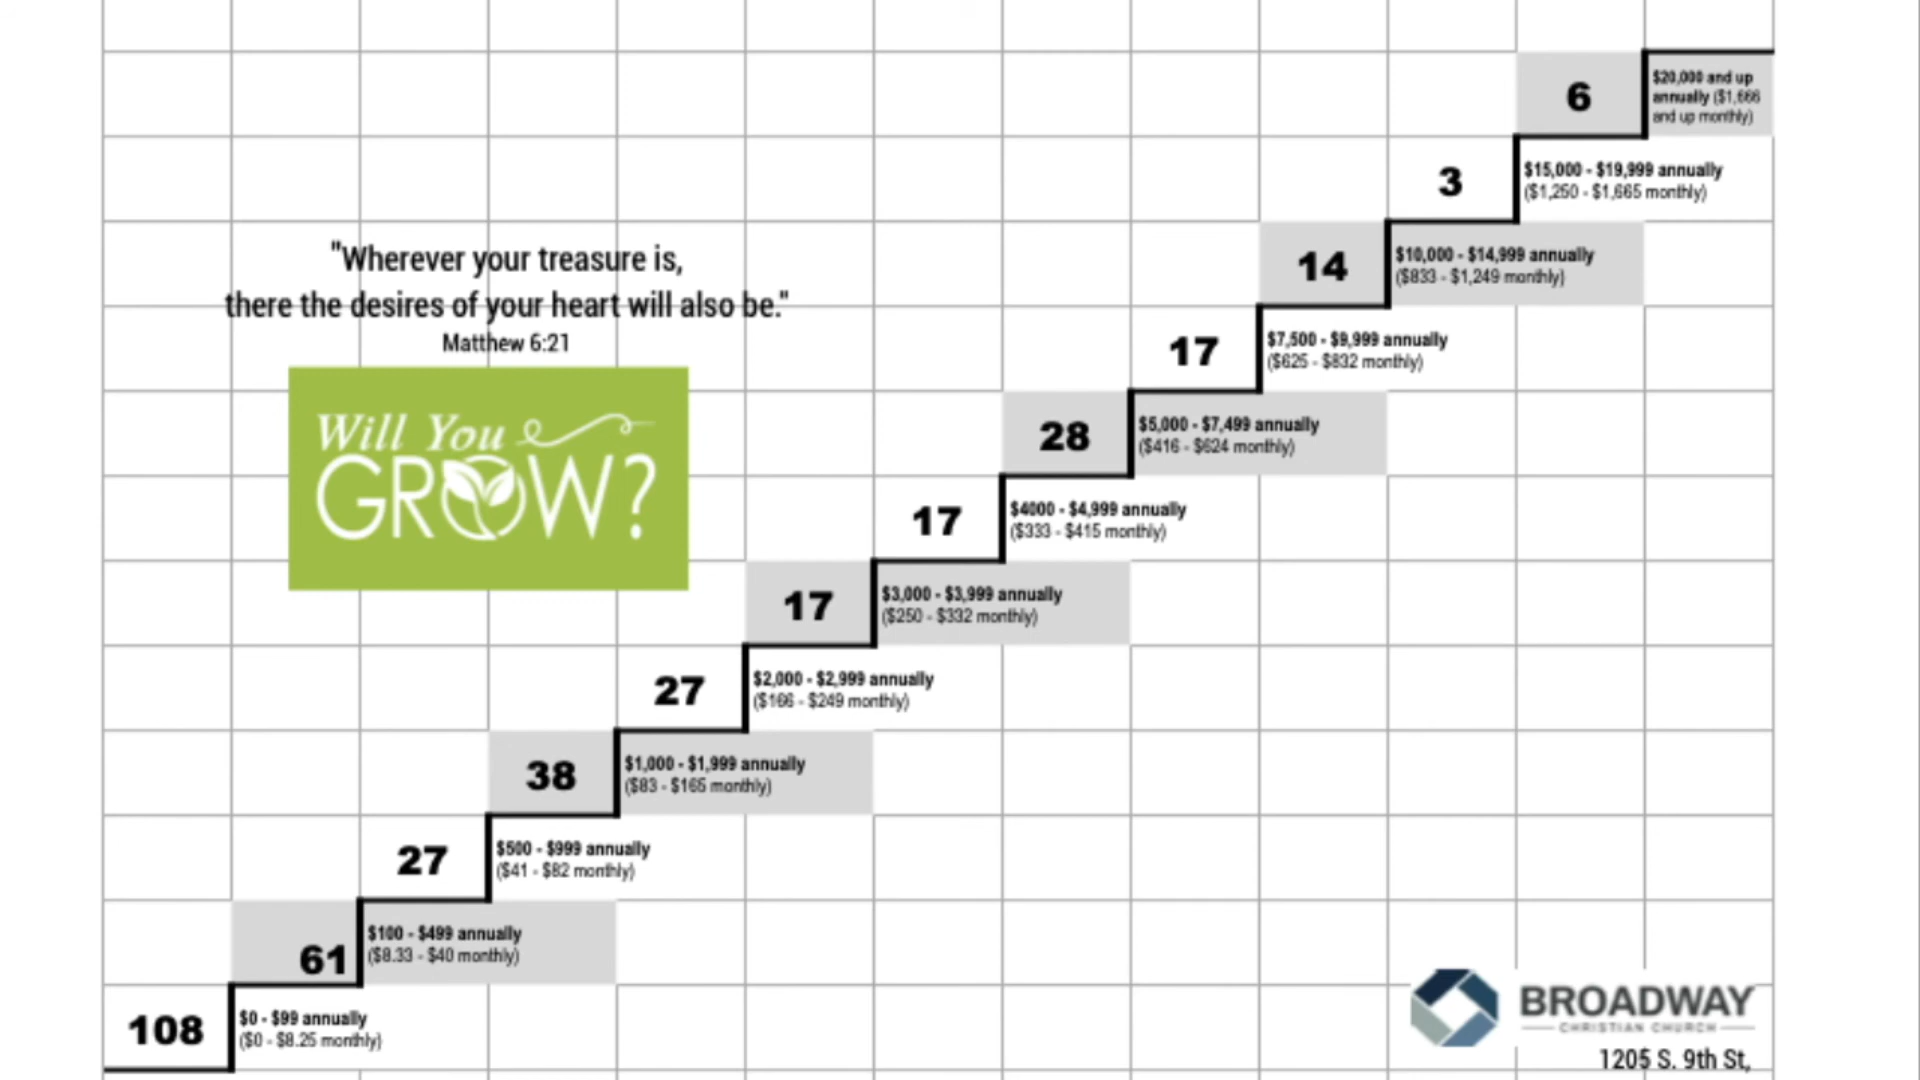 6
$20,000 and up
annually ($1,666
and up monthly)
3
$15,000 - $19,999 annually
($1,250 - $1,665 monthly)
14
$10,000 - $14,999 annually
($833 - $1,249 monthly)
"Wherever your treasure is,
there the desires of your heart will also be."
Matthew 6:21
17
$7,500 - $9,999 annually
($625 - $832 monthly)
Will You
GROW?
28
$5,000 - $7,499 annually
($416 - $624 monthly)
17
$4000 - $4,999 annually
($333 - $415 monthly)
17
$3,000 - $3,999 annually
($250 - $332 monthly)
27
$2,000 - $2,999 annually
($166 - $249 monthly)
38
$1,000 - $1,999 annually
($83 - $165 monthly)
27
$500 - $999 annually
($41 - $82 monthly)
61
$100 - $499 annually
($8.33 - $40 monthly)
108
$0 - $99 annually
($0 - $8.25 monthly)
BROADWAY
CHRISTIAN CHURCH
1205 S. 9th St,